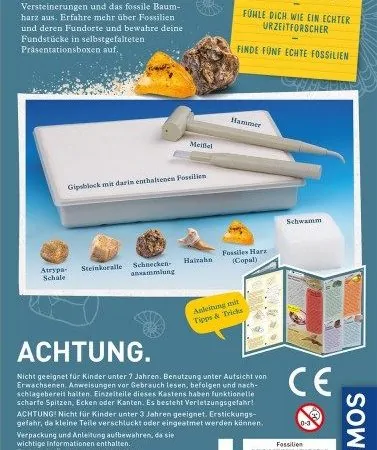 Versteinerungen und das fossile Baum-
harz aus. Erfahre mehr über Fossilien
und deren Fundorte und bewahre deine
Fundstücke in selbstgefalteten
Präsentationsboxen auf.
FÜHLE DICH WIE EIN ECHTER
URZEITFORSCHER
FINDE FÜNF ECHTE FOSSILIEN
Hammer
Meißel
Gipsblock mit darin enthaltenen Fossilien
Schwamm
Atrypa-
Schale
Steinkoralle
Schnecken-
ansammlung
Haizahn
Fossiles Harz
(Copal)
Anleitung mit
Tipps & Tricks
ACHTUNG.
Nicht geeignet für Kinder unter 7 Jahren. Benutzung unter Aufsicht von
Erwachsenen. Anweisungen vor Gebrauch lesen, befolgen und nach-
schlagebereit halten. Einzelteile dieses Kastens haben funktionelle
scharfe Spitzen, Ecken oder Kanten. Es besteht Verletzungsgefahr!
ACHTUNG! Nicht für Kinder unter 3 Jahren geeignet. Erstickungs-
gefahr, da kleine Teile verschluckt oder eingeatmet werden können.
Verpackung und Anleitung aufbewahren, da sie
wichtige Informationen enthalten.
CE
0-3
MOS
Fossilien